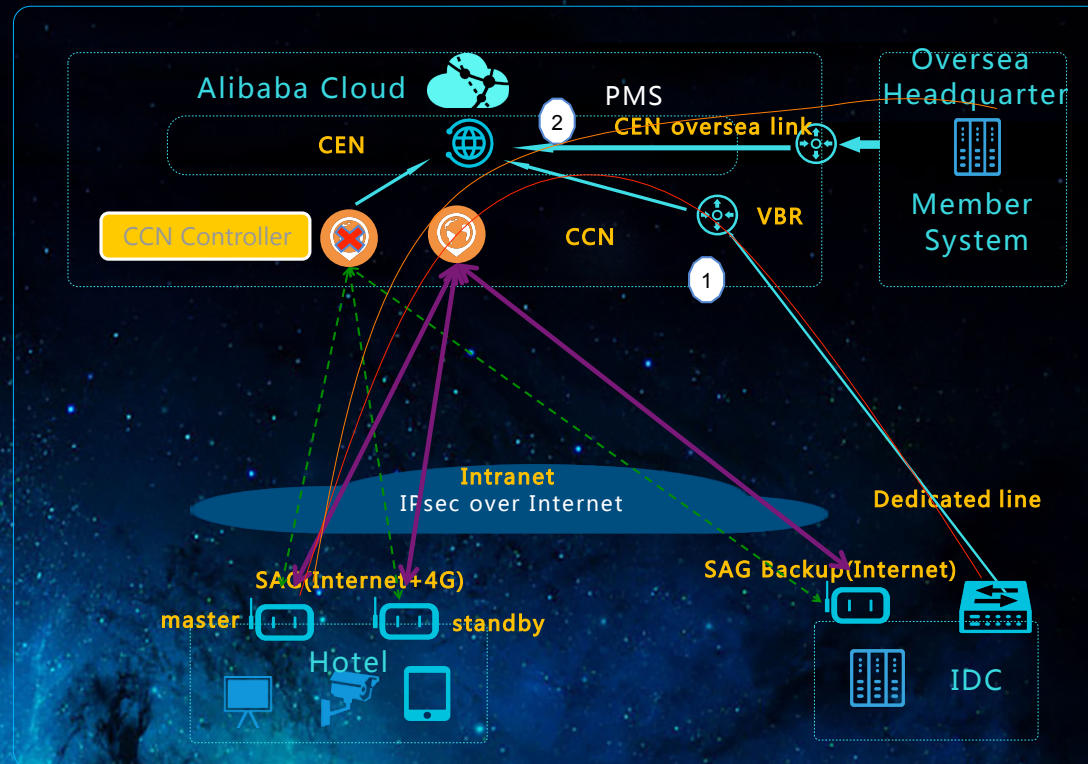 Oversea
Headquarter
Alibaba Cloud
PMS
2
CEN oversea link
CEN
Member
System
CCN Controller
CCN
VBR
1
Intranet
IPsec over Internet
Dedicated line
SAG(Internet+4G)
SAG Backup(Internet)
master
standby
Hotel
IDC